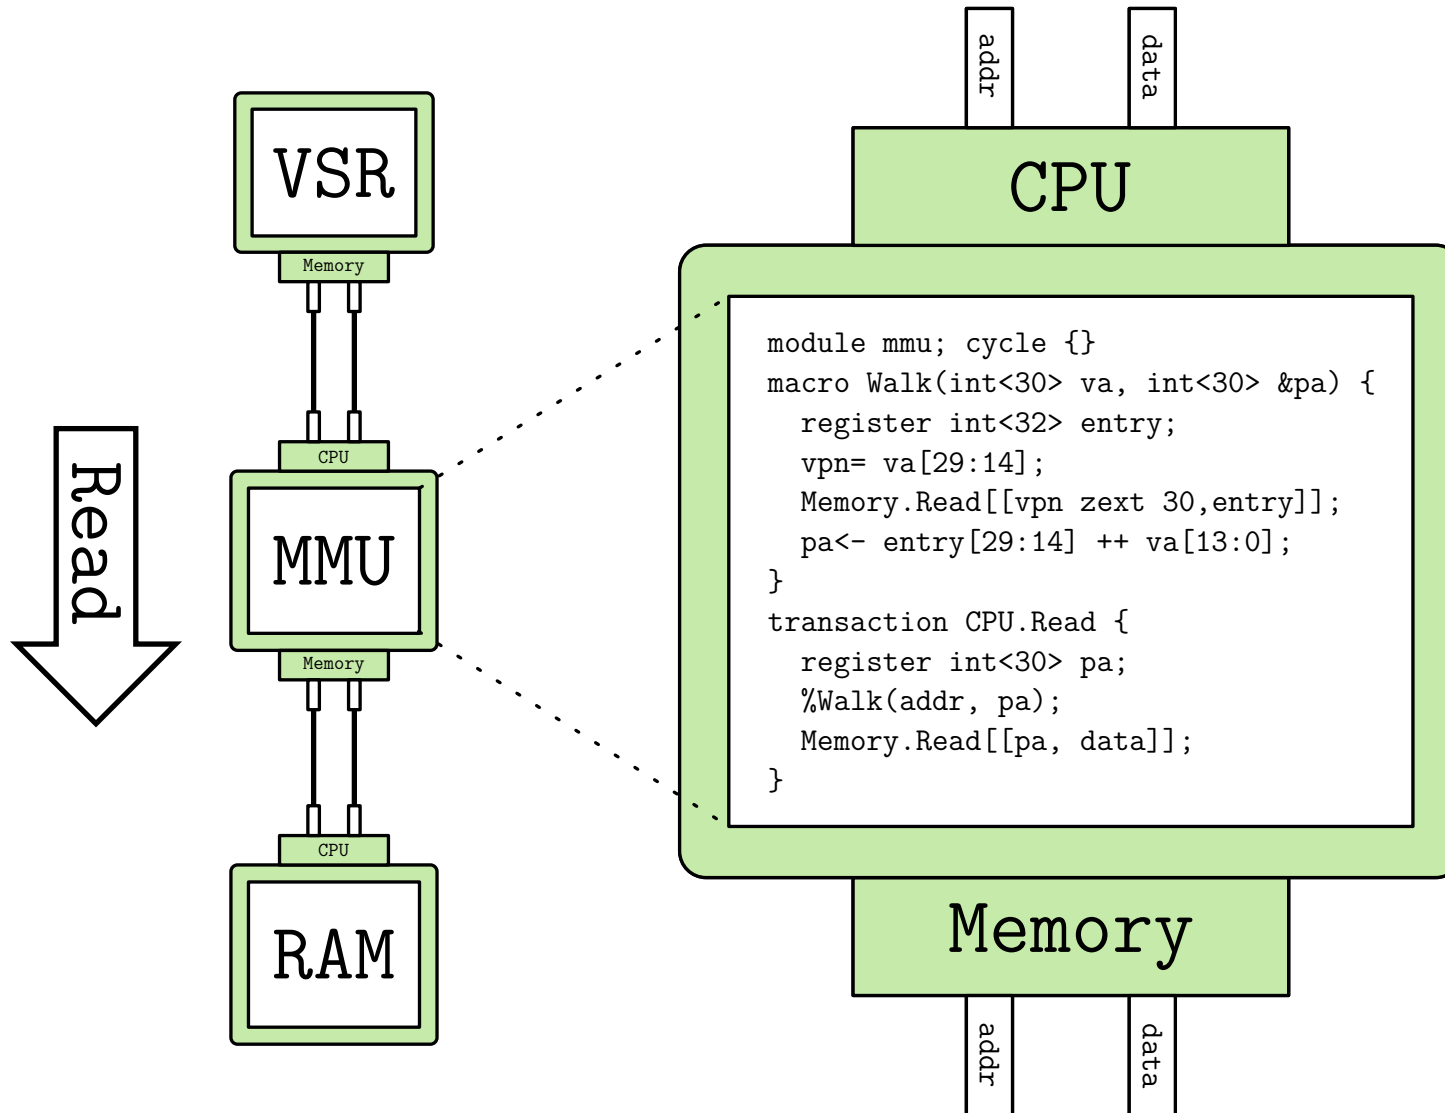 VSR
Memory
CPU
MMU
Memory
CPU
RAM
Read
addr
data
CPU
module mmu; cycle {}
macro Walk(int<30> va, int<30> &pa) {
  register int<32> entry;
  vpn= va[29:14];
  Memory.Read[[vpn zext 30,entry]];
  pa<- entry[29:14] ++ va[13:0];
}
transaction CPU.Read {
  register int<30> pa;
  %Walk(addr, pa);
  Memory.Read[[pa, data]];
}
Memory
addr
data